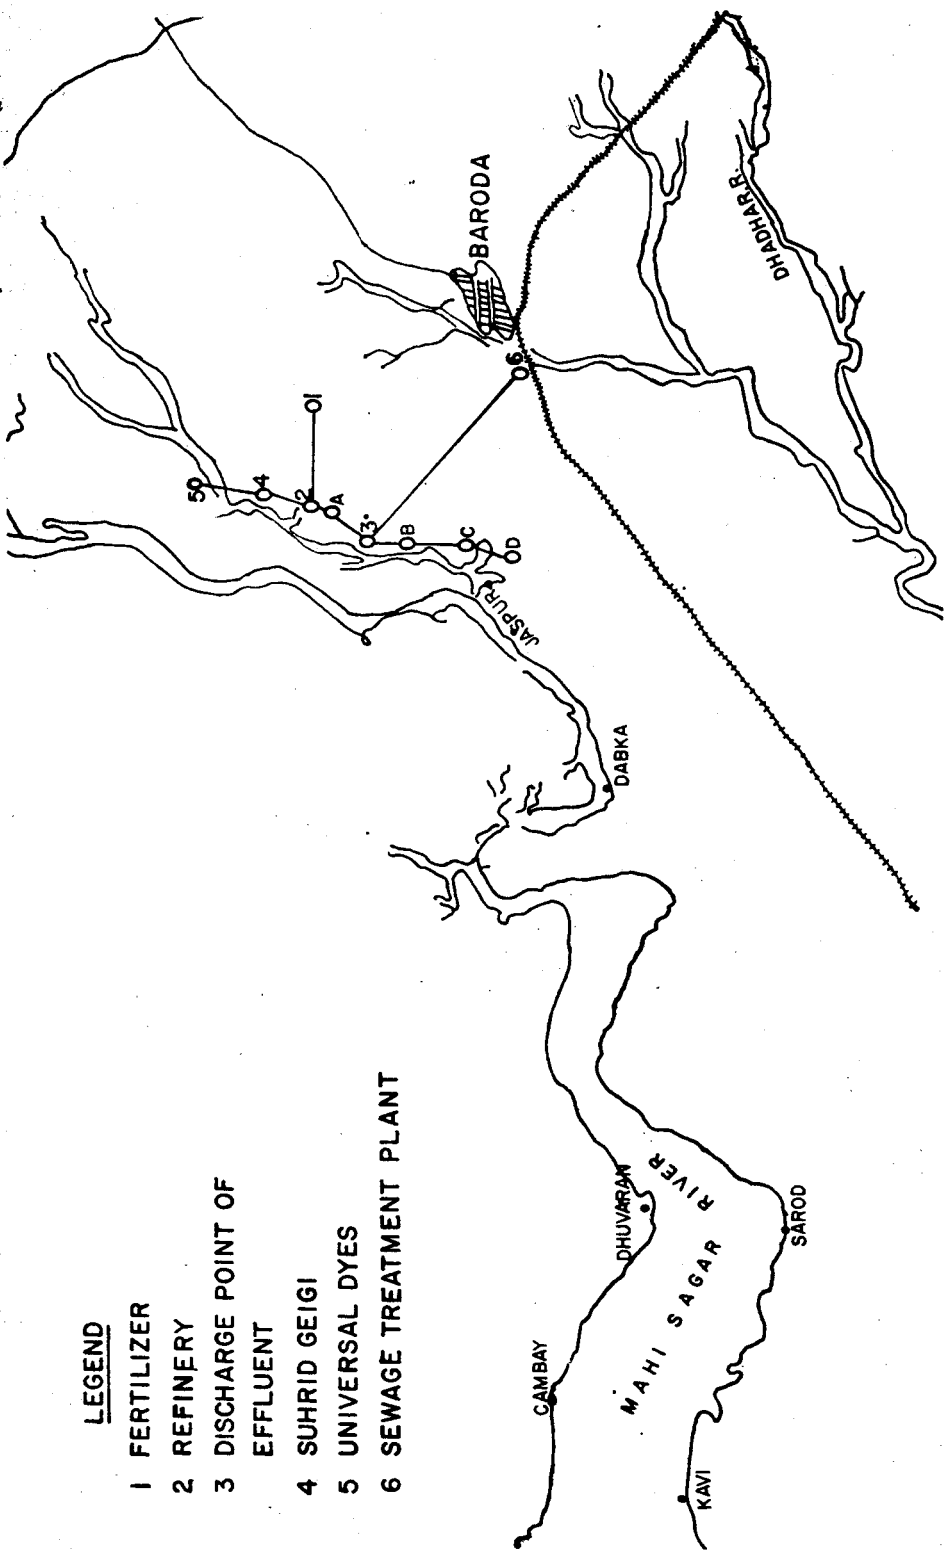 LEGEND
1 FERTILIZER
2 REFINERY
3 DISCHARGE POINT OF
EFFLUENT
4 SUHRID GEIGI
5 UNIVERSAL DYES
6 SEWAGE TREATMENT PLANT
CAMBAY
DHUVARAN
MAHI SAGAR
RIVER
KAVI
SAROD
DABKA
JASPUR
5
4
2
1
A
3
B
C
D
6
BARODA
DHADHAR.R.